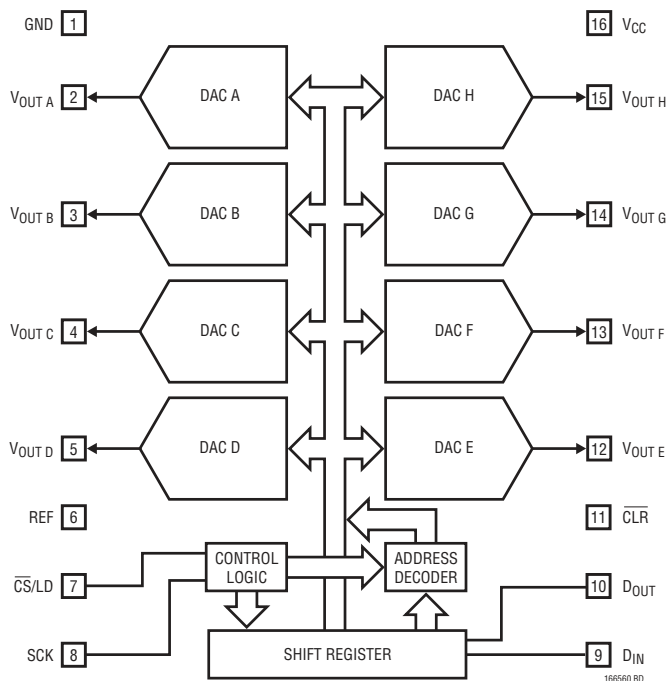 GND 1
16 VCC
VOUT A 2
DAC A
DAC H
15 VOUT H
VOUT B 3
DAC B
DAC G
14 VOUT G
VOUT C 4
DAC C
DAC F
13 VOUT F
VOUT D 5
DAC D
DAC E
12 VOUT E
REF 6
11 C̅L̅R̅
C̅S̅/LD 7
CONTROL
LOGIC
ADDRESS
DECODER
10 DOUT
SCK 8
SHIFT REGISTER
9 DIN
166560 BD